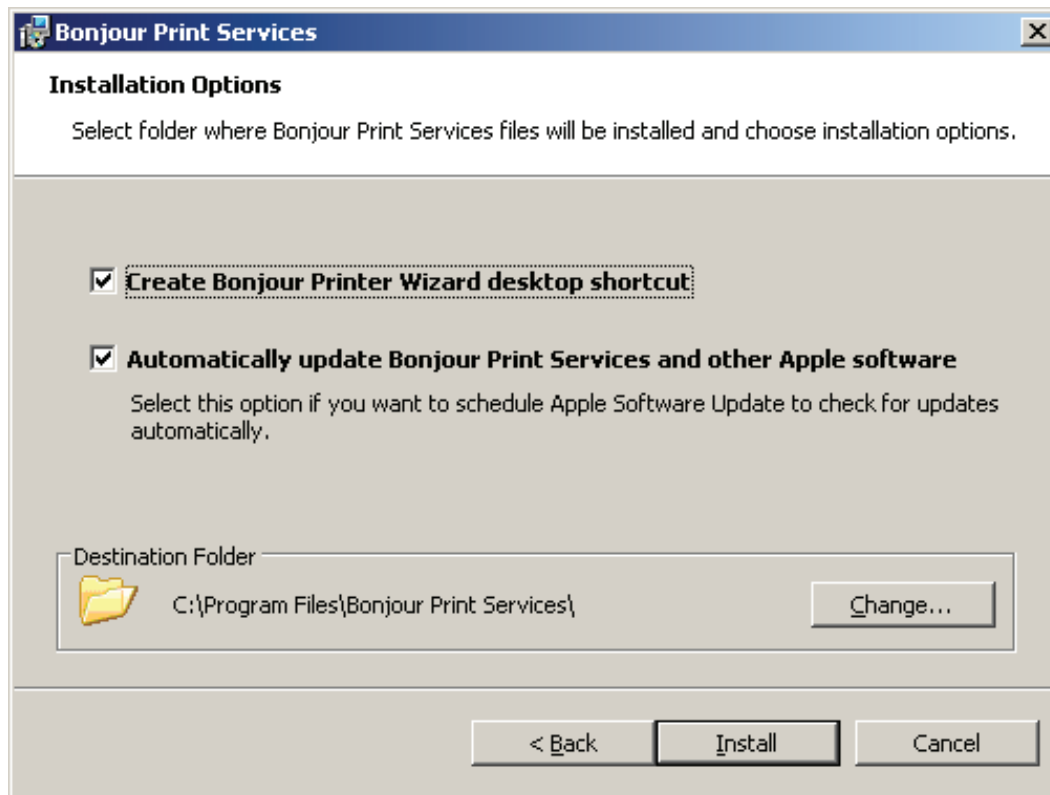 Bonjour Print Services
Installation Options
Select folder where Bonjour Print Services files will be installed and choose installation options.
Create Bonjour Printer Wizard desktop shortcut
Automatically update Bonjour Print Services and other Apple software
Select this option if you want to schedule Apple Software Update to check for updates
automatically.
Destination Folder
C:\Program Files\Bonjour Print Services\
Change...
< Back
Install
Cancel